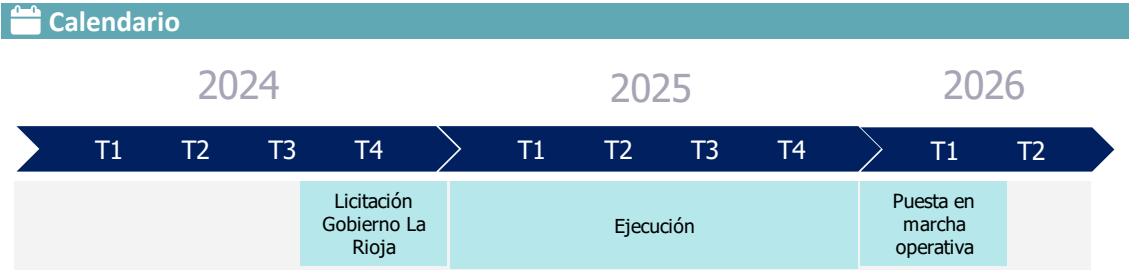 Calendario
2024 2025 2026
T1 T2 T3 T4 T1 T2 T3 T4 T1 T2
Licitación
Gobierno La
Rioja
Ejecución
Puesta en
marcha
operativa